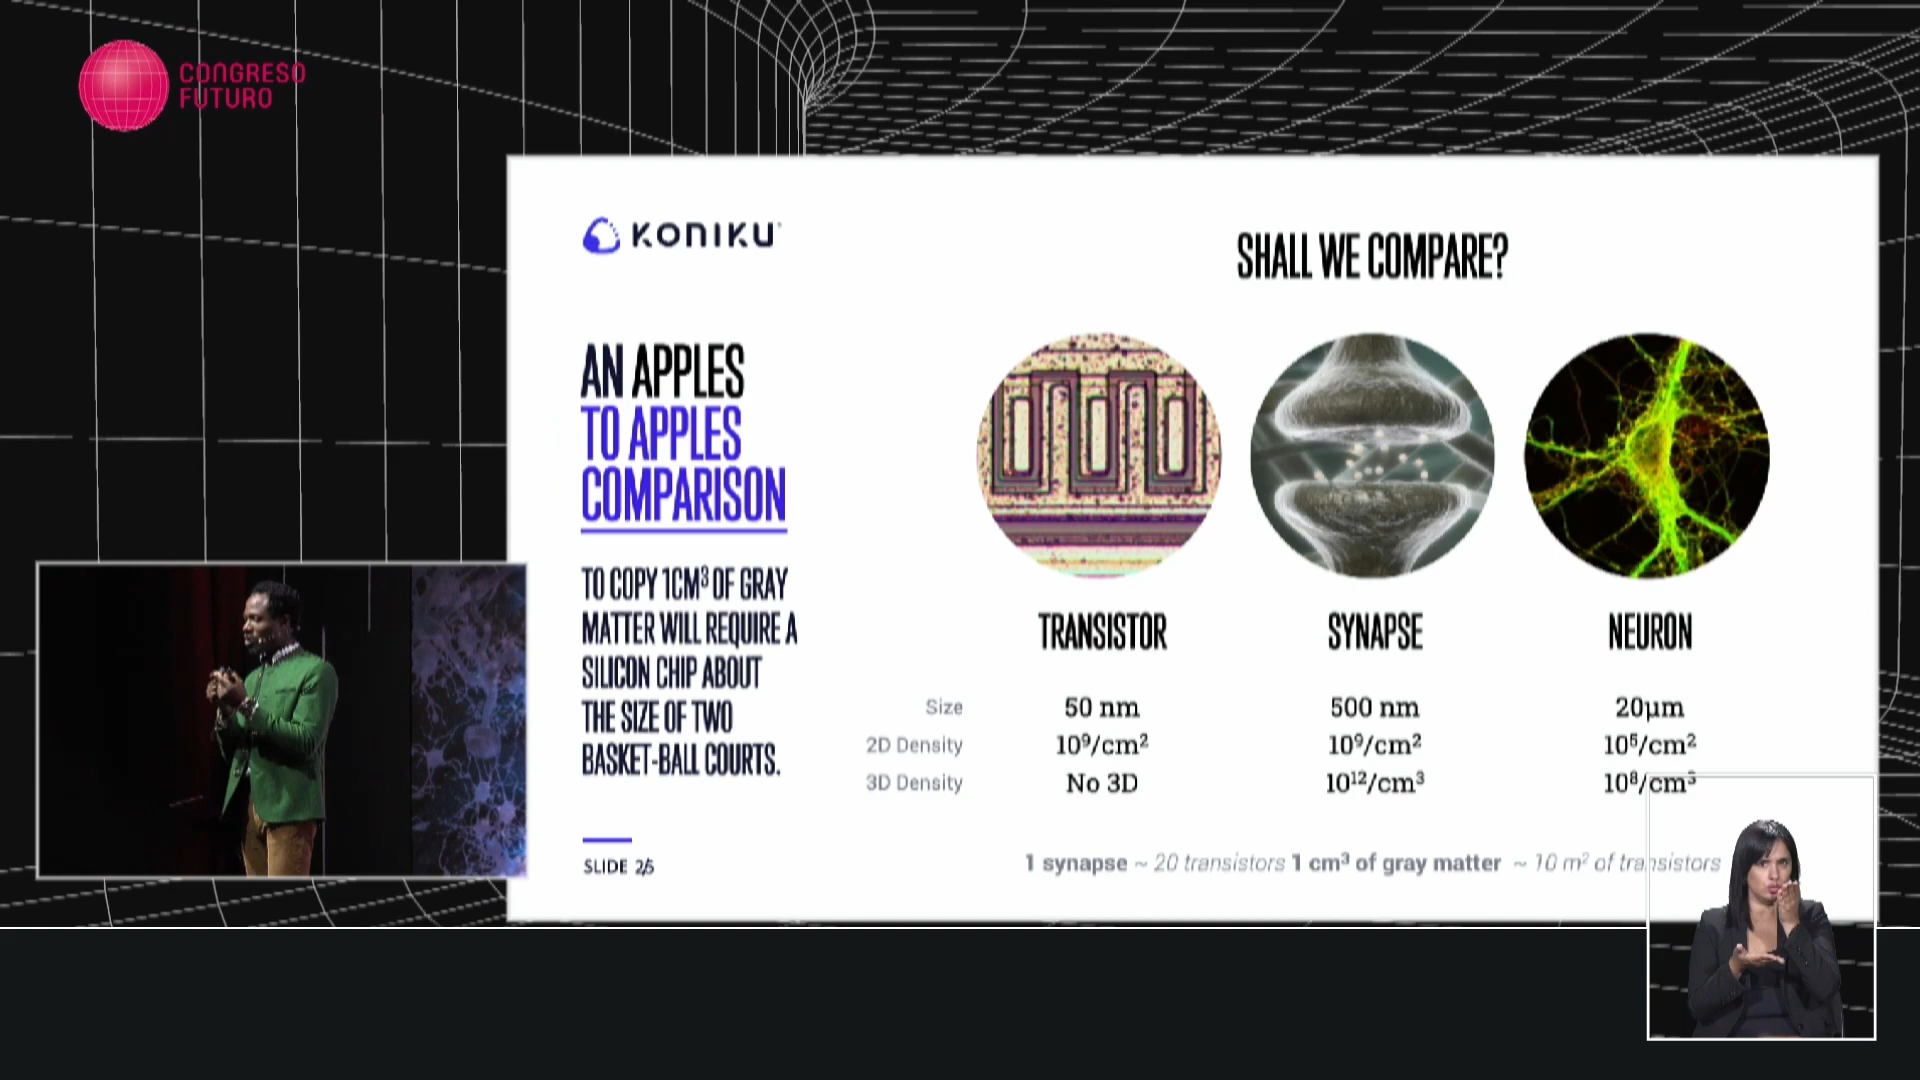 CONGRESO
FUTURO
KONIKU
SHALL WE COMPARE?
AN APPLES
TO APPLES
COMPARISON
TO COPY 1CM³ OF GRAY
MATTER WILL REQUIRE A
SILICON CHIP ABOUT
THE SIZE OF TWO
BASKET-BALL COURTS.
TRANSISTOR SYNAPSE NEURON
Size 50 nm 500 nm 20µm
2D Density 10⁹/cm² 10⁹/cm² 10⁵/cm²
3D Density No 3D 10¹²/cm³ 10⁸/cm³
1 synapse ~ 20 transistors 1 cm³ of gray matter ~ 10 m² of transistors
SLIDE 2/5